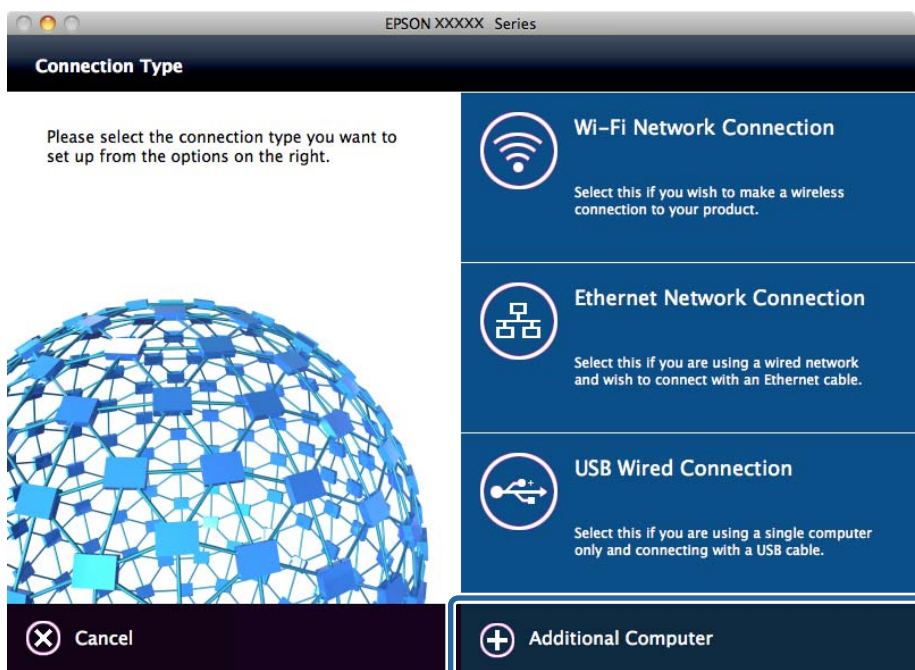 EPSON XXXXX Series
Connection Type
Please select the connection type you want to
set up from the options on the right.
Wi-Fi Network Connection
Select this if you wish to make a wireless
connection to your product.
Ethernet Network Connection
Select this if you are using a wired network
and wish to connect with an Ethernet cable.
USB Wired Connection
Select this if you are using a single computer
only and connecting with a USB cable.
Cancel
Additional Computer